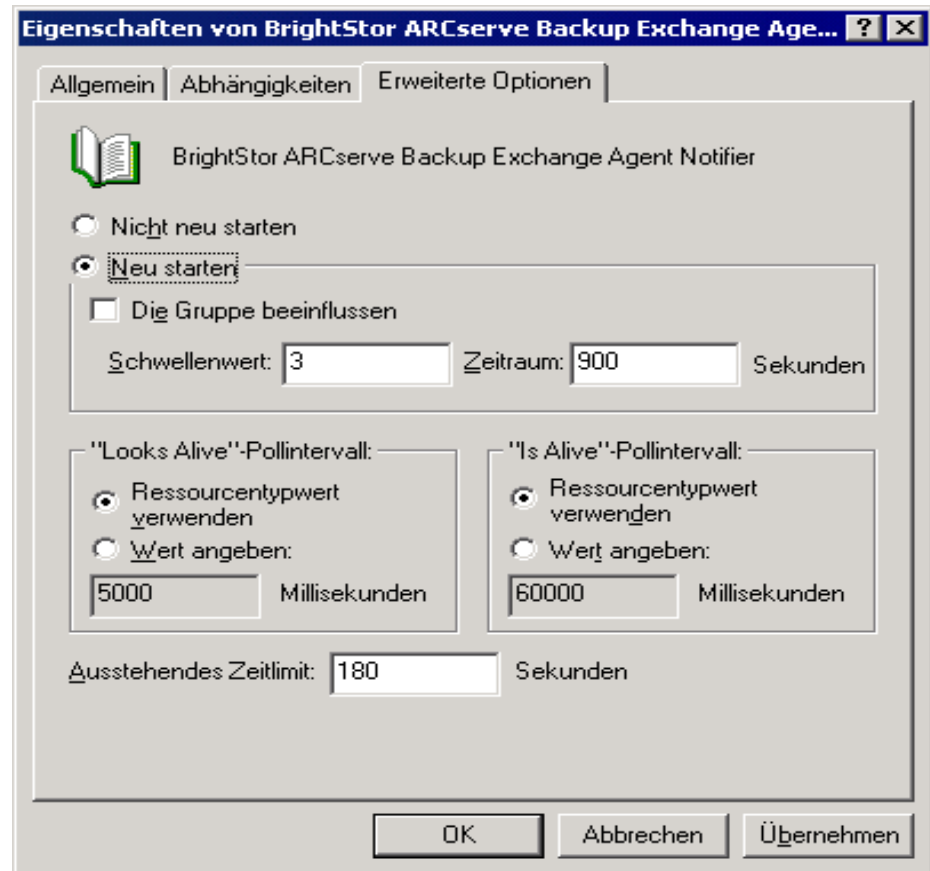 Eigenschaften von BrightStor ARCserve Backup Exchange Age...
Allgemein
Abhängigkeiten
Erweiterte Optionen
BrightStor ARCserve Backup Exchange Agent Notifier
Nicht neu starten
Neu starten
Die Gruppe beeinflussen
Schwellenwert: 3
Zeitraum: 900 Sekunden
"Looks Alive"-Pollintervall:
Ressourcentypwert
verwenden
Wert angeben:
5000 Millisekunden
"Is Alive"-Pollintervall:
Ressourcentypwert
verwenden
Wert angeben:
60000 Millisekunden
Ausstehendes Zeitlimit: 180 Sekunden
OK
Abbrechen
Übernehmen